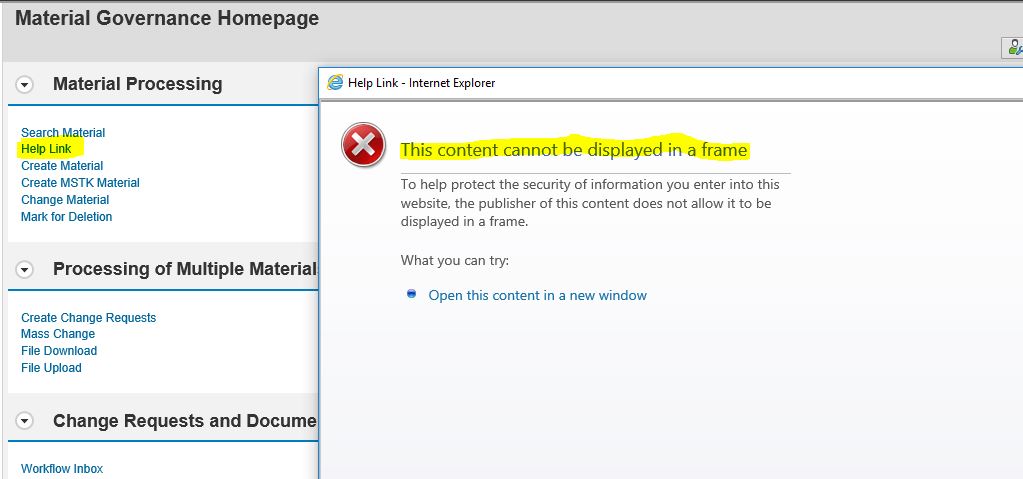 Material Governance Homepage
Material Processing
Search Material
Help Link
Create Material
Create MSTK Material
Change Material
Mark for Deletion
Processing of Multiple Material
Create Change Requests
Mass Change
File Download
File Upload
Change Requests and Docume
Workflow Inbox
Help Link - Internet Explorer
This content cannot be displayed in a frame
To help protect the security of information you enter into this
website, the publisher of this content does not allow it to be
displayed in a frame.
What you can try:
Open this content in a new window